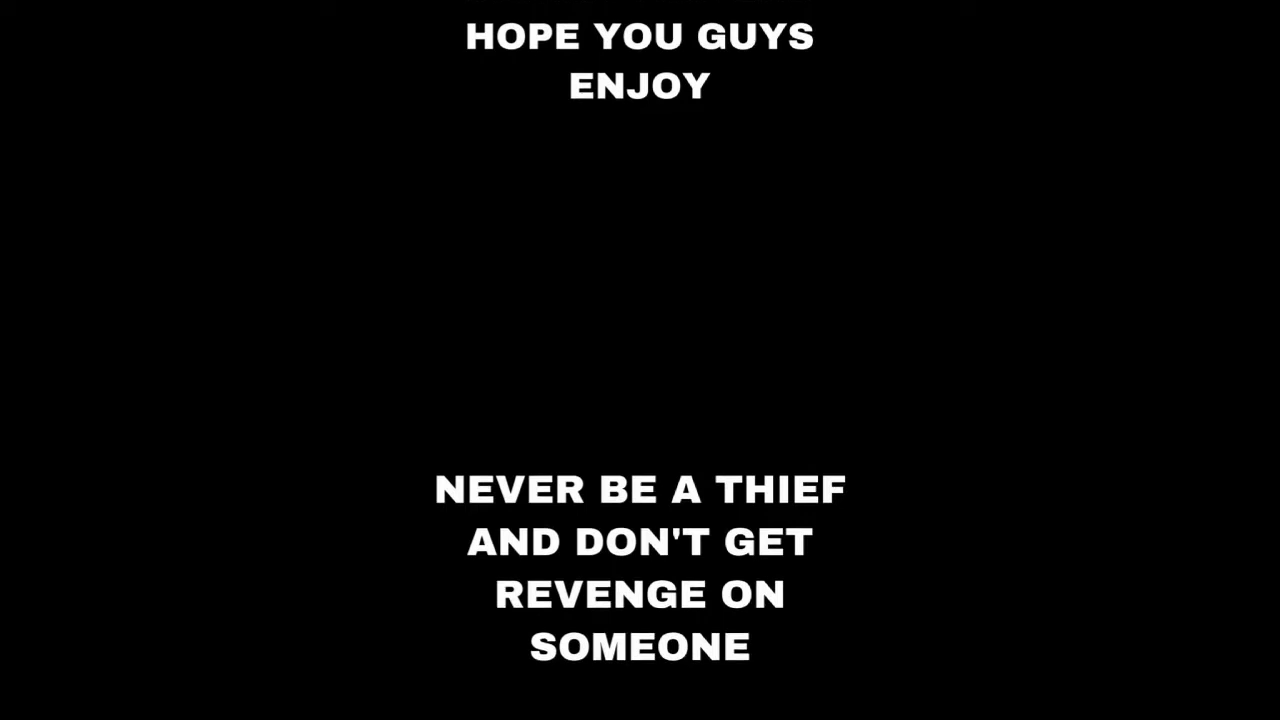 HOPE YOU GUYS
ENJOY
NEVER BE A THIEF
AND DON'T GET
REVENGE ON
SOMEONE